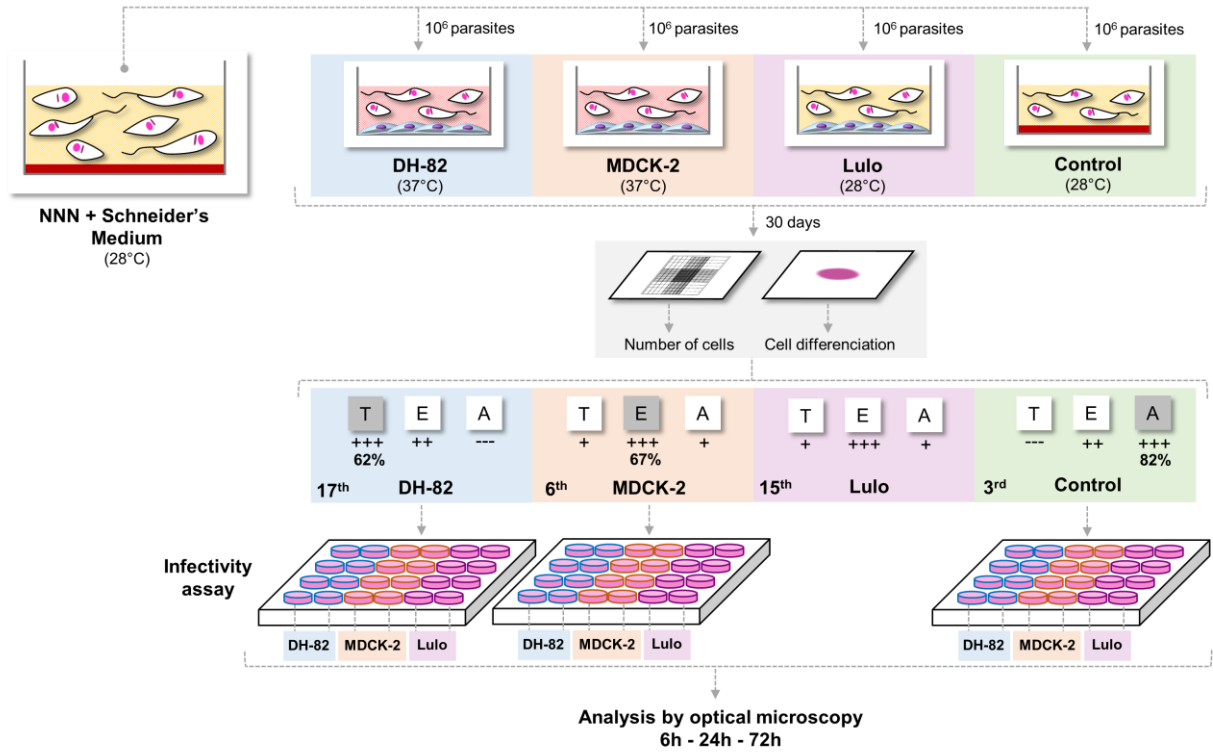 10⁶ parasites 10⁶ parasites 10⁶ parasites 10⁶ parasites
DH-82 MDCK-2 Lulo Control
(37°C) (37°C) (28°C) (28°C)
NNN + Schneider's
Medium
(28°C)
30 days
Number of cells Cell differenciation
T E A T E A T E A T E A
+++ ++ --- + +++ + + +++ + --- ++ +++
62% 67% 82%
17th DH-82 6th MDCK-2 15th Lulo 3rd Control
Infectivity
assay
DH-82 MDCK-2 Lulo DH-82 MDCK-2 Lulo DH-82 MDCK-2 Lulo
Analysis by optical microscopy
6h - 24h - 72h